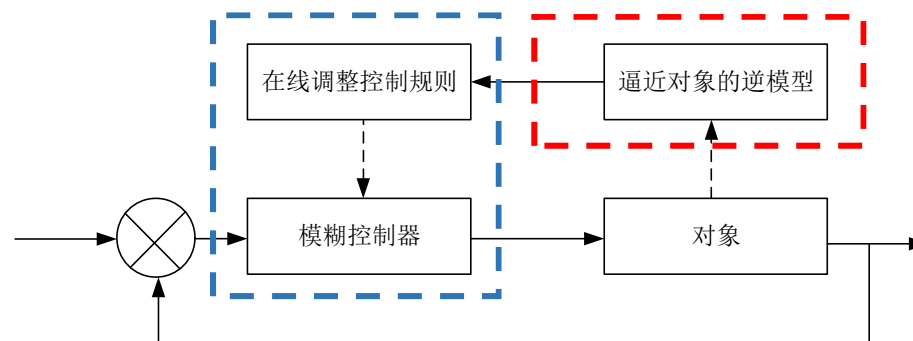 在线调整控制规则
逼近对象的逆模型
模糊控制器
对象